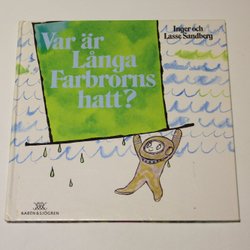 Inger och
Lasse Sandberg
Var är
Långa
Farbrorns
hatt?
RABÉN & SJÖGREN